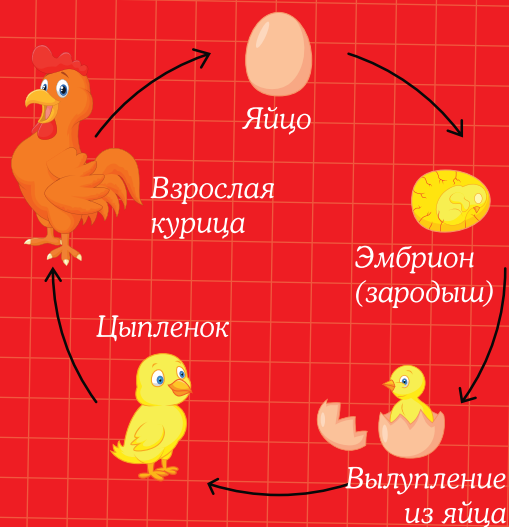 Яйцо
Взрослая
курица
Эмбрион
(зародыш)
Цыпленок
Вылупление
из яйца